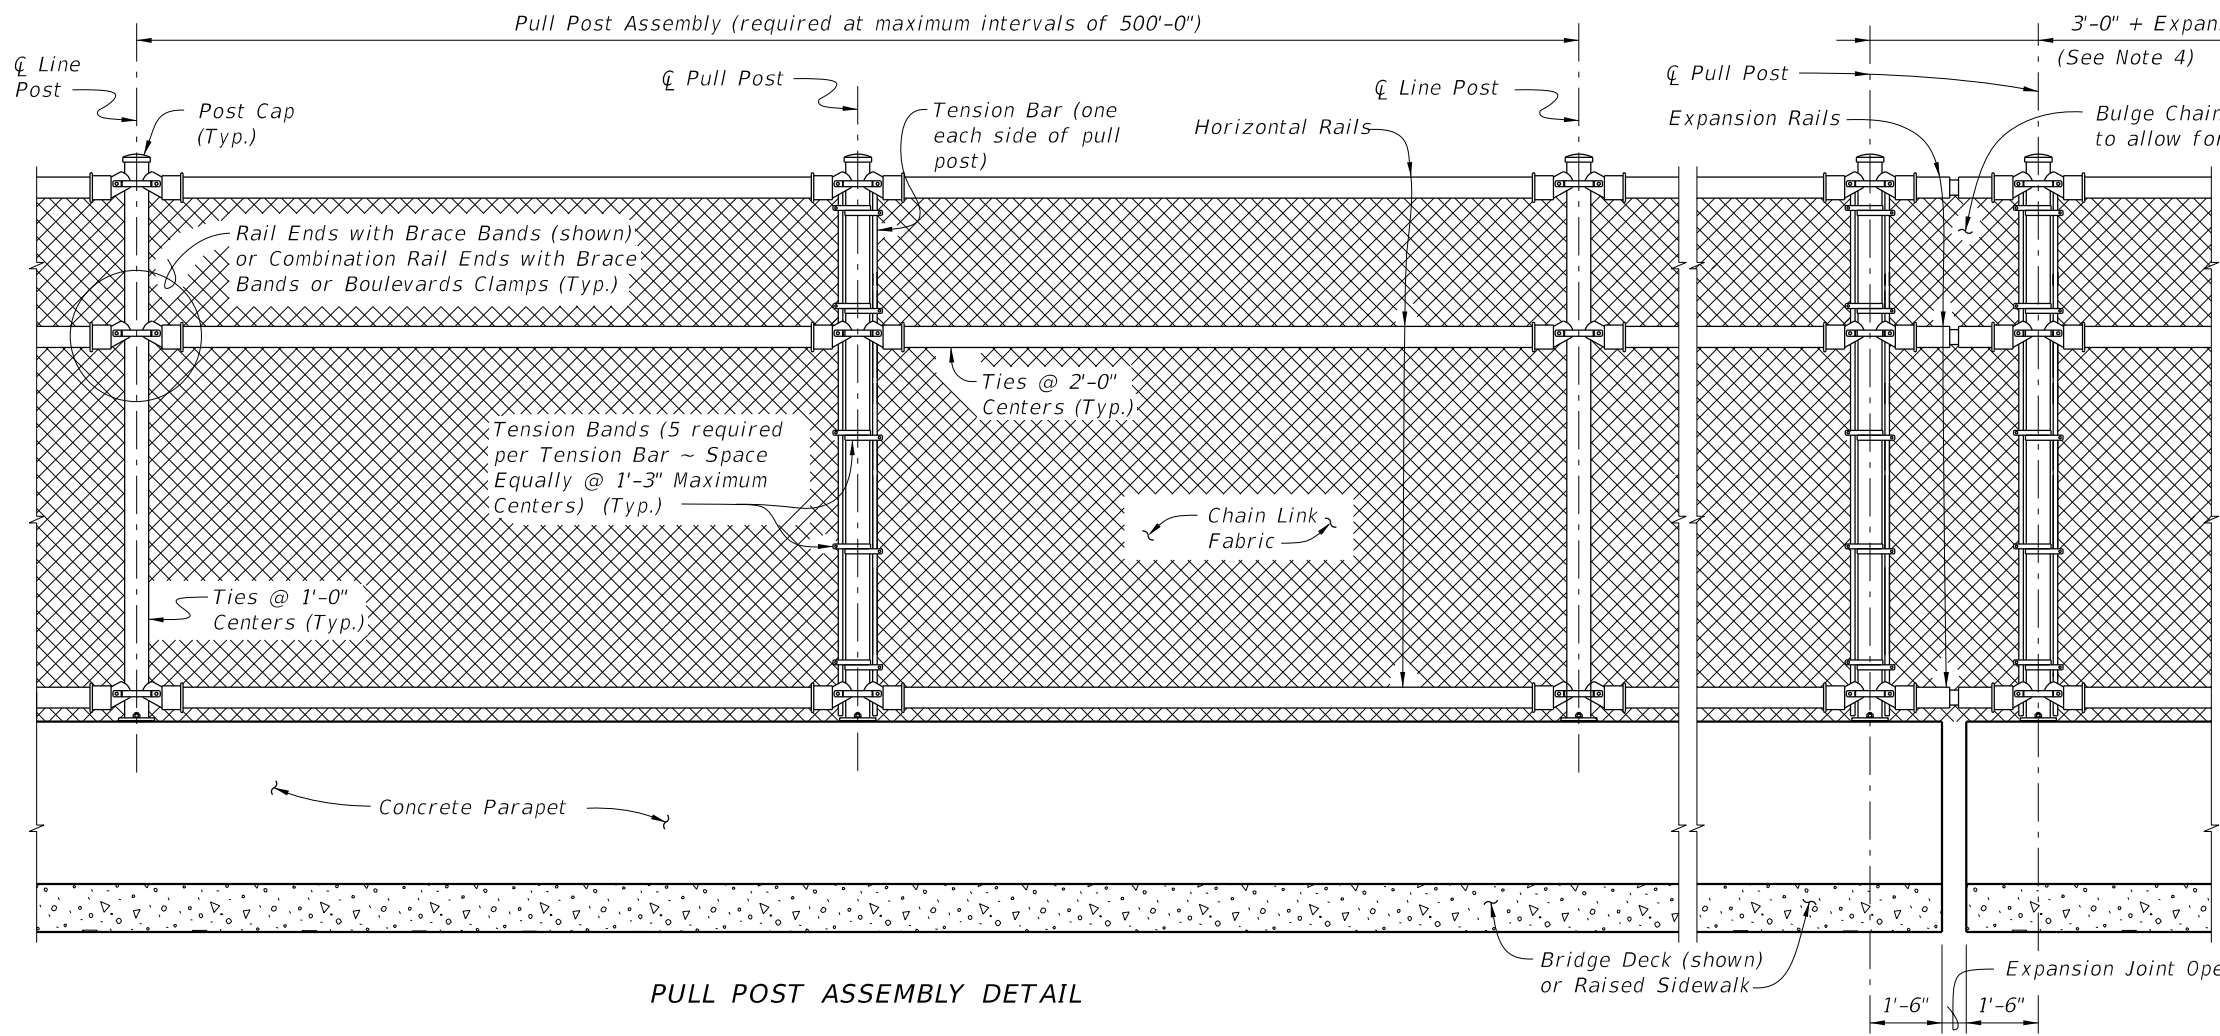 Pull Post Assembly (required at maximum intervals of 500'-0")
3'-0" + Expan
(See Note 4)
℄ Line
Post
℄ Pull Post
℄ Line Post
℄ Pull Post
Post Cap
(Typ.)
Tension Bar (one
each side of pull
post)
Horizontal Rails
Expansion Rails
Bulge Chain
to allow for
Rail Ends with Brace Bands (shown)
or Combination Rail Ends with Brace
Bands or Boulevards Clamps (Typ.)
Ties @ 2'-0"
Centers (Typ.)
Tension Bands (5 required
per Tension Bar ~ Space
Equally @ 1'-3" Maximum
Centers) (Typ.)
Chain Link
Fabric
Ties @ 1'-0"
Centers (Typ.)
Concrete Parapet
Bridge Deck (shown)
or Raised Sidewalk
Expansion Joint Ope
PULL POST ASSEMBLY DETAIL
1'-6" 1'-6"